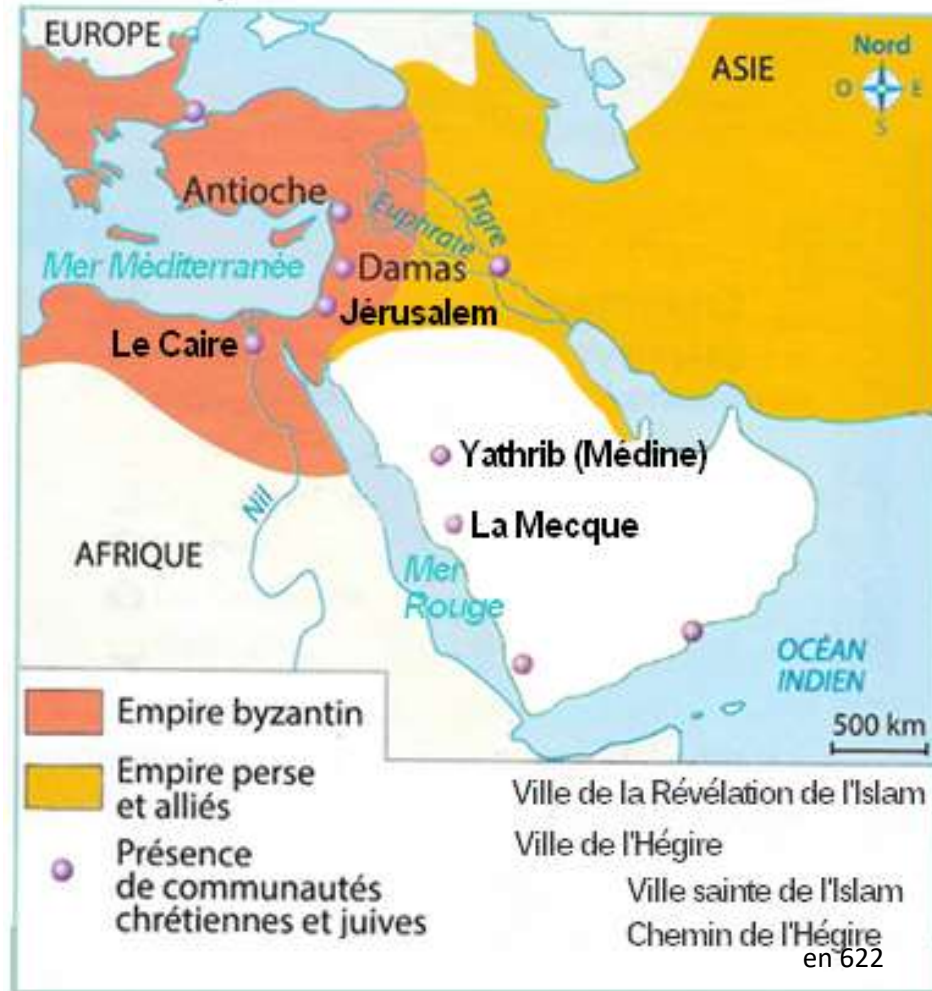 EUROPE
ASIE
Nord
O E
S
Antioche
Euphrate
Tigre
Mer Méditerranée
Damas
Jérusalem
Le Caire
Yathrib (Médine)
La Mecque
Nil
AFRIQUE
Mer
Rouge
OCÉAN
INDIEN
500 km
Empire byzantin
Empire perse
et alliés
Présence
de communautés
chrétiennes et juives
Ville de la Révélation de l'Islam
Ville de l'Hégire
Ville sainte de l'Islam
Chemin de l'Hégire
en 622